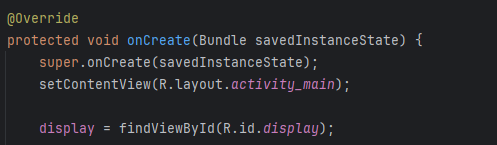 @Override
protected void onCreate(Bundle savedInstanceState) {
    super.onCreate(savedInstanceState);
    setContentView(R.layout.activity_main);
    display = findViewById(R.id.display);